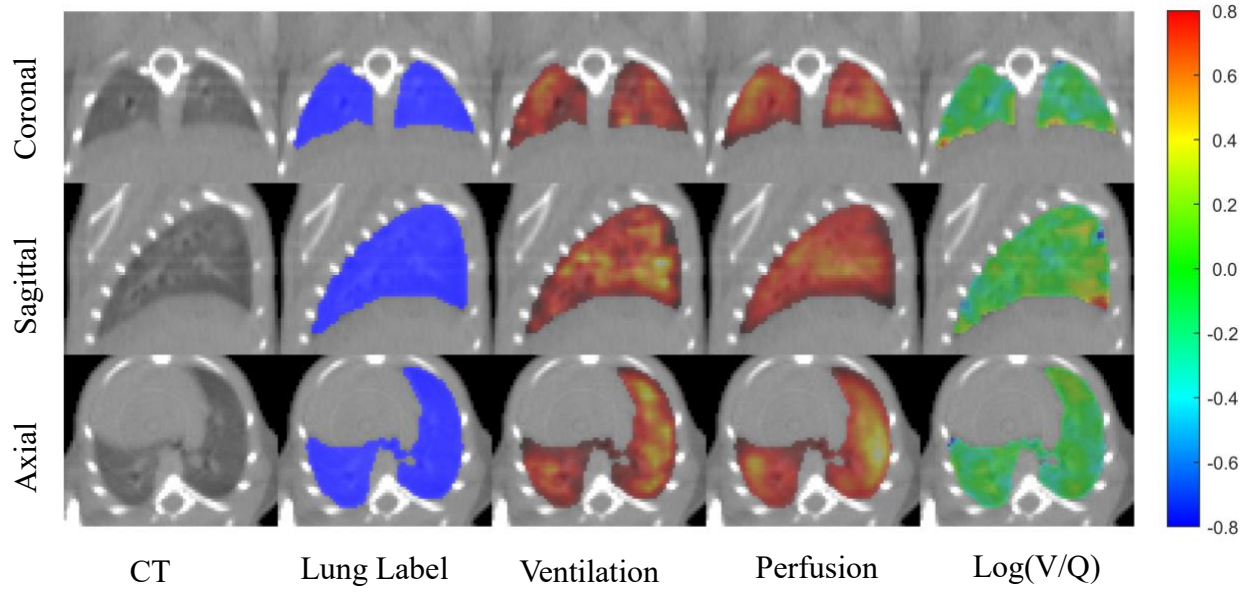 Coronal
Sagittal
Axial
CT
Lung Label
Ventilation
Perfusion
Log(V/Q)
0.8
0.6
0.4
0.2
0.0
-0.2
-0.4
-0.6
-0.8